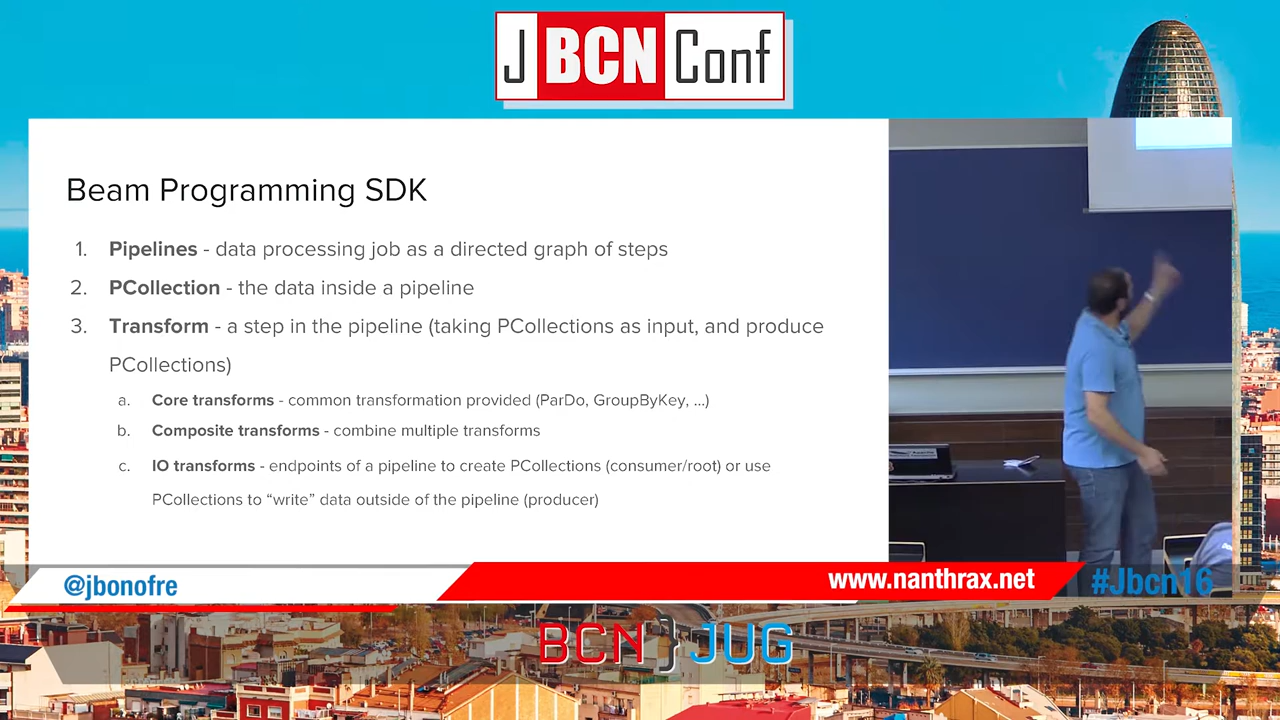 J BCN Conf
Beam Programming SDK
1. Pipelines - data processing job as a directed graph of steps
2. PCollection - the data inside a pipeline
3. Transform - a step in the pipeline (taking PCollections as input, and produce
PCollections)
a. Core transforms - common transformation provided (ParDo, GroupByKey, ...)
b. Composite transforms - combine multiple transforms
c. IO transforms - endpoints of a pipeline to create PCollections (consumer/root) or use
PCollections to “write” data outside of the pipeline (producer)
@jbonofre
www.nanthrax.net
#Jbcn16
BCN JUG